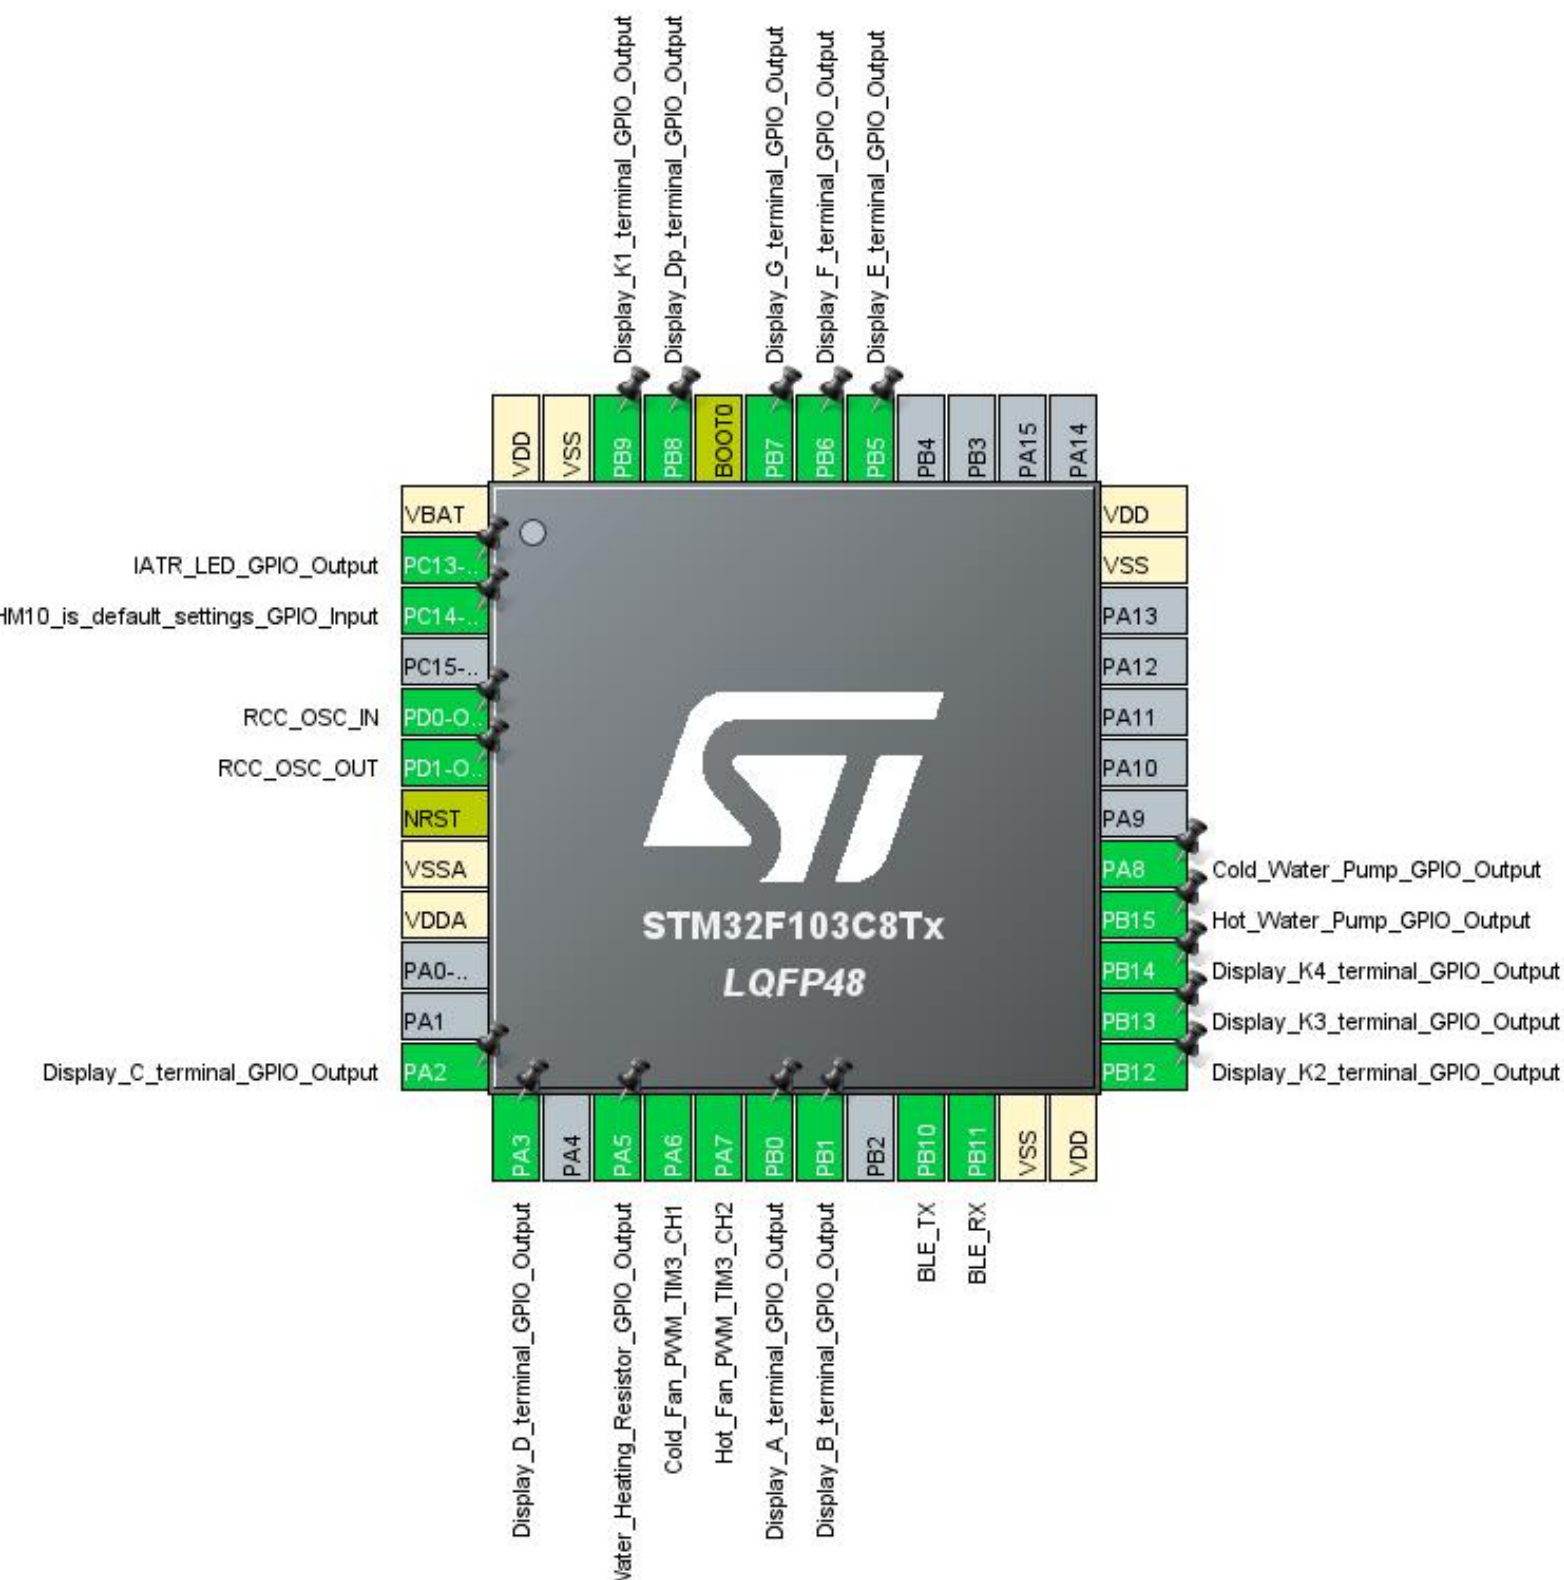 Display_K1_terminal_GPIO_Output
Display_Dp_terminal_GPIO_Output
Display_G_terminal_GPIO_Output
Display_F_terminal_GPIO_Output
Display_E_terminal_GPIO_Output
VDD
VSS
PB9
PB8
BOOT0
PB7
PB6
PB5
PB4
PB3
PA15
PA14
VBAT
IATR_LED_GPIO_Output PC13-..
HM10_is_default_settings_GPIO_Input PC14-..
PC15-..
RCC_OSC_IN PD0-O..
RCC_OSC_OUT PD1-O..
NRST
VSSA
VDDA
PA0-..
PA1
Display_C_terminal_GPIO_Output PA2
ST
STM32F103C8Tx
LQFP48
VDD
VSS
PA13
PA12
PA11
PA10
PA9
PA8 Cold_Water_Pump_GPIO_Output
PB15 Hot_Water_Pump_GPIO_Output
PB14 Display_K4_terminal_GPIO_Output
PB13 Display_K3_terminal_GPIO_Output
PB12 Display_K2_terminal_GPIO_Output
PA3
PA4
PA5
PA6
PA7
PB0
PB1
PB2
PB10
PB11
VSS
VDD
Display_D_terminal_GPIO_Output
Water_Heating_Resistor_GPIO_Output
Cold_Fan_PWM_TIM3_CH1
Hot_Fan_PWM_TIM3_CH2
Display_A_terminal_GPIO_Output
Display_B_terminal_GPIO_Output
BLE_TX
BLE_RX